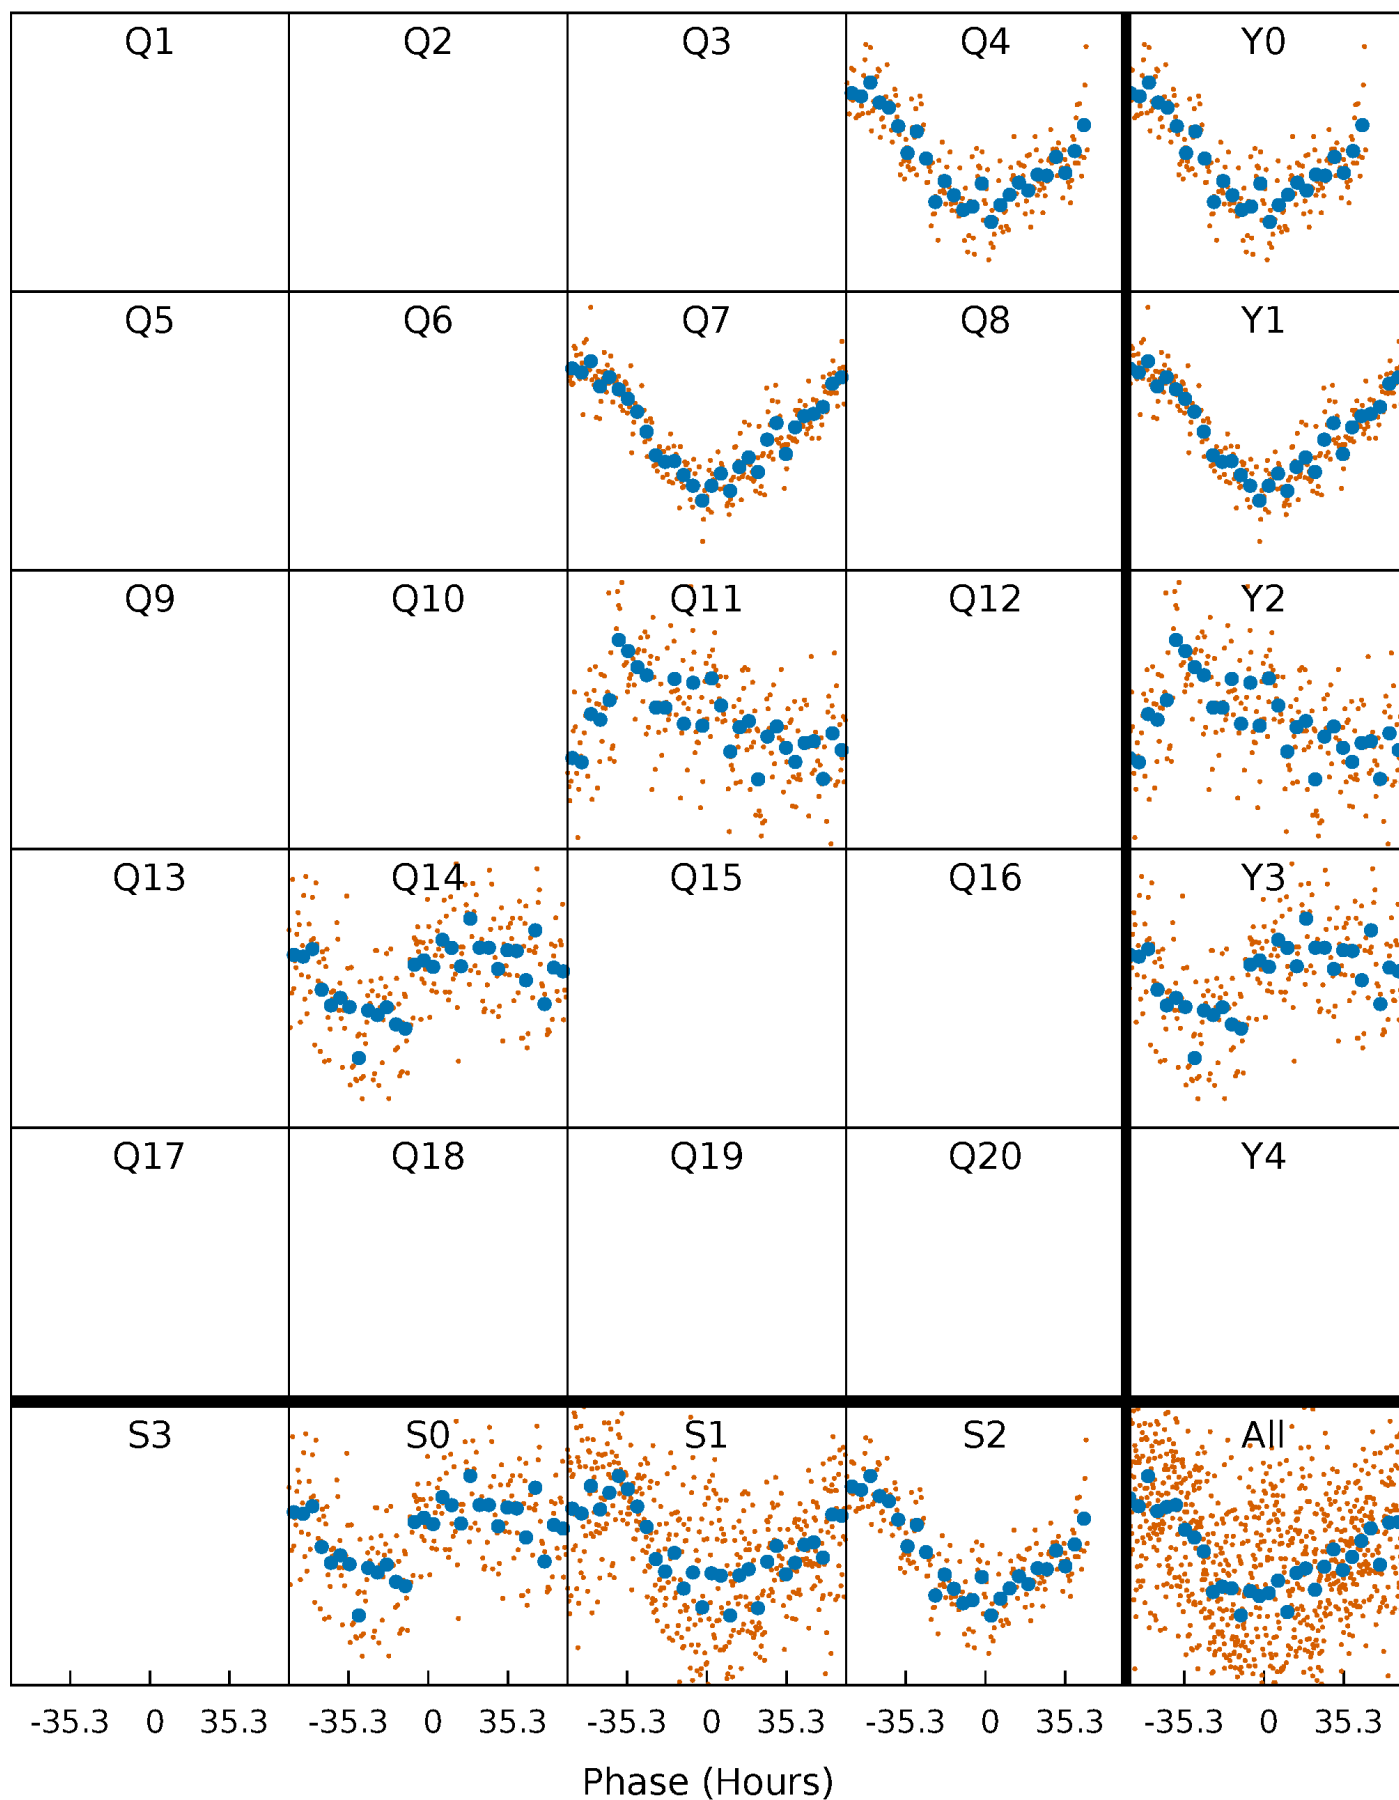 Q1 Q2 Q3 Q4 Y0
Q5 Q6 Q7 Q8 Y1
Q9 Q10 Q11 Q12 Y2
Q13 Q14 Q15 Q16 Y3
Q17 Q18 Q19 Q20 Y4
S3 S0 S1 S2 All
-35.3 0 35.3 -35.3 0 35.3 -35.3 0 35.3 -35.3 0 35.3 -35.3 0 35.3
Phase (Hours)